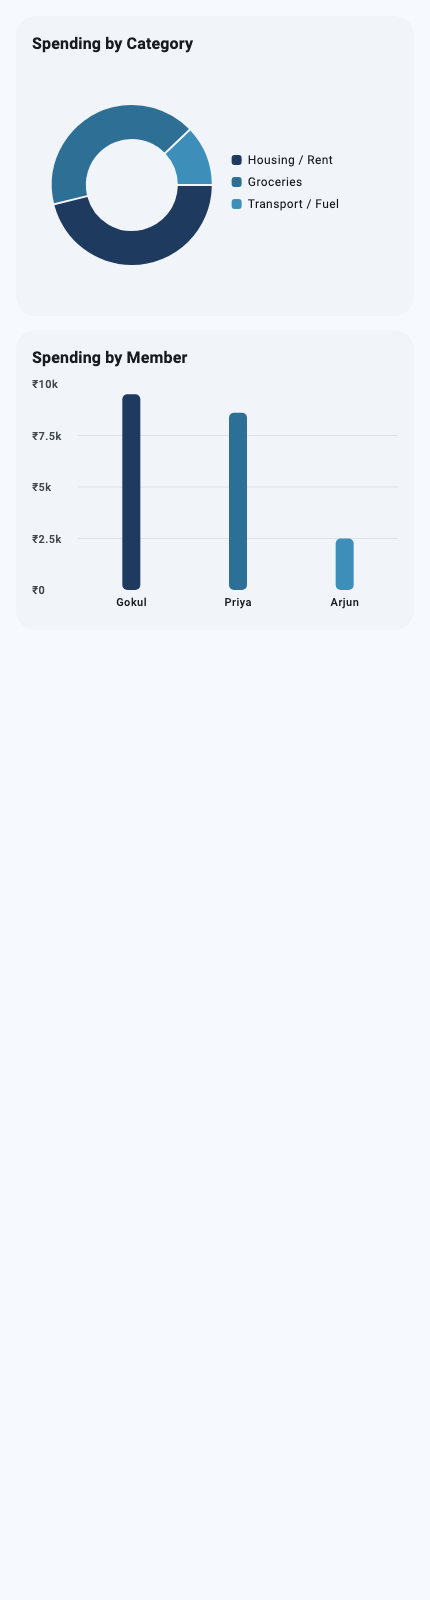 Spending by Category
Housing / Rent
Groceries
Transport / Fuel
Spending by Member
₹10k
₹7.5k
₹5k
₹2.5k
₹0
Gokul Priya Arjun